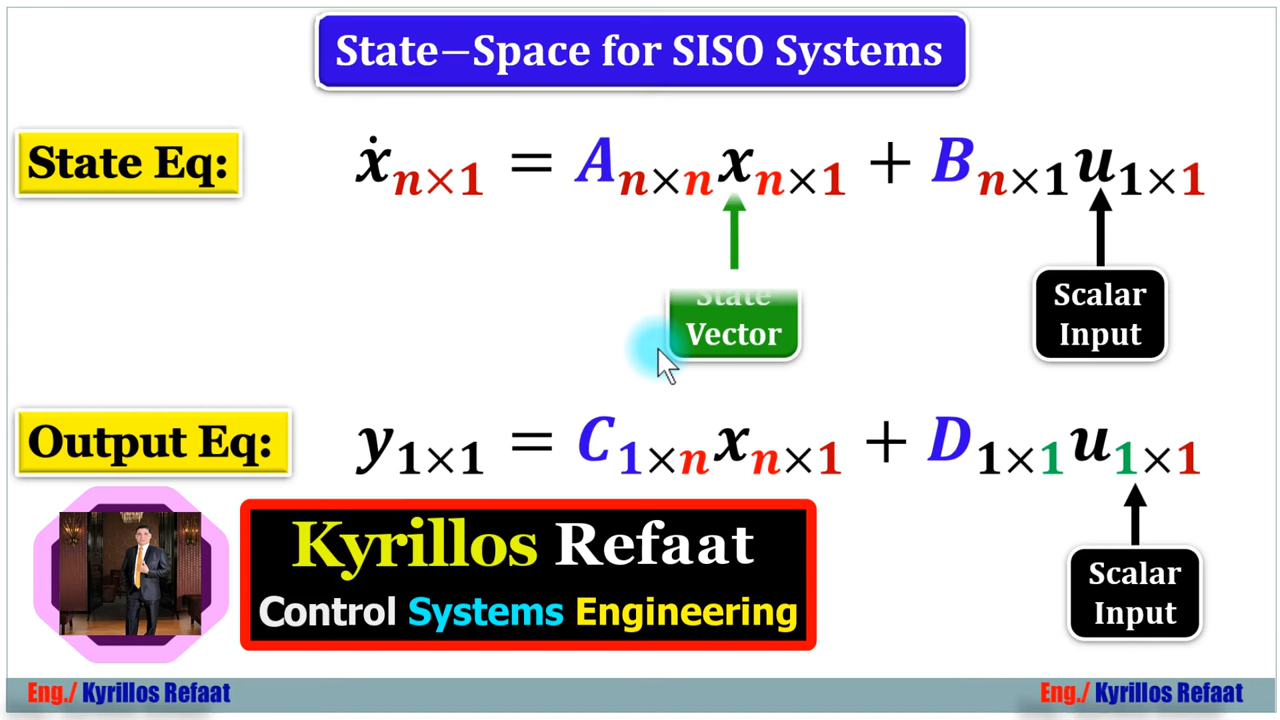 State–Space for SISO Systems
State Eq:
ẋₙ×₁ = Aₙ×ₙxₙ×₁ + Bₙ×₁u₁×₁
State
Vector
Scalar
Input
Output Eq:
y₁×₁ = C₁×ₙxₙ×₁ + D₁×₁u₁×₁
Kyrillos Refaat
Control Systems Engineering
Scalar
Input
Eng./ Kyrillos Refaat
Eng./ Kyrillos Refaat